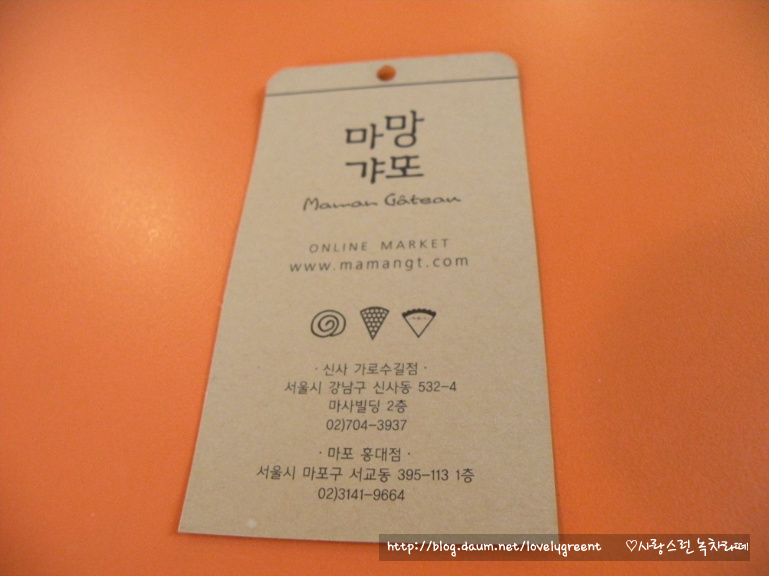 마망
갸또
Maman Gâteau
ONLINE MARKET
www.mamangt.com
· 신사 가로수길점 ·
서울시 강남구 신사동 532-4
마사빌딩 2층
02)704-3937
· 마포 홍대점 ·
서울시 마포구 서교동 395-113 1층
02)3141-9664
http://blog.daum.net/lovelygreent ♡사랑스런녹차라떼